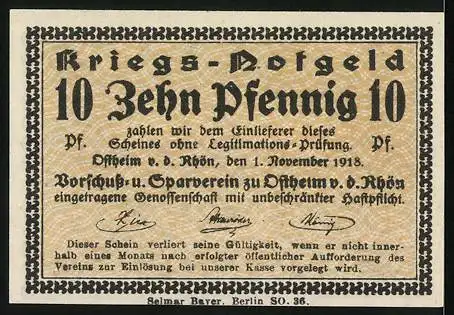 Kriegs-Notgeld
10 Zehn Pfennig 10
Pf. zahlen wir dem Einlieferer dieses Pf.
Scheines ohne Legitimations-Prüfung.
Ostheim v. d. Rhön, den 1. November 1918.
Vorschuß- u. Sparverein zu Ostheim v. d. Rhön
eingetragene Genossenschaft mit unbeschränkter Haftpflicht.
Dieser Schein verliert seine Gültigkeit, wenn er nicht inner-
halb eines Monats nach erfolgter öffentlicher Aufforderung des
Vereins zur Einlösung bei unserer Kasse vorgelegt wird.
Selmar Bayer, Berlin SO. 36.